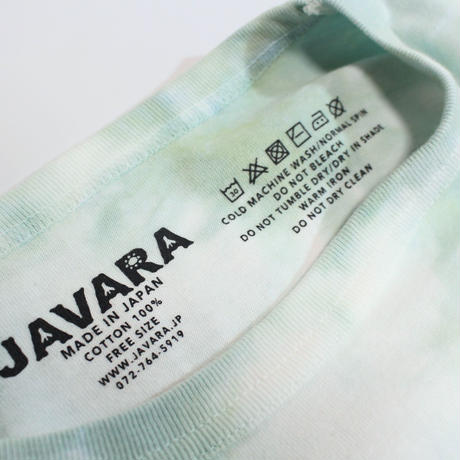 JAVARA
MADE IN JAPAN
COTTON 100%
FREE SIZE
WWW.JAVARA.JP
072-764-5919
30
COLD MACHINE WASH/NORMAL SPIN
DO NOT BLEACH
DO NOT TUMBLE DRY/DRY IN SHADE
WARM IRON
DO NOT DRY CLEAN